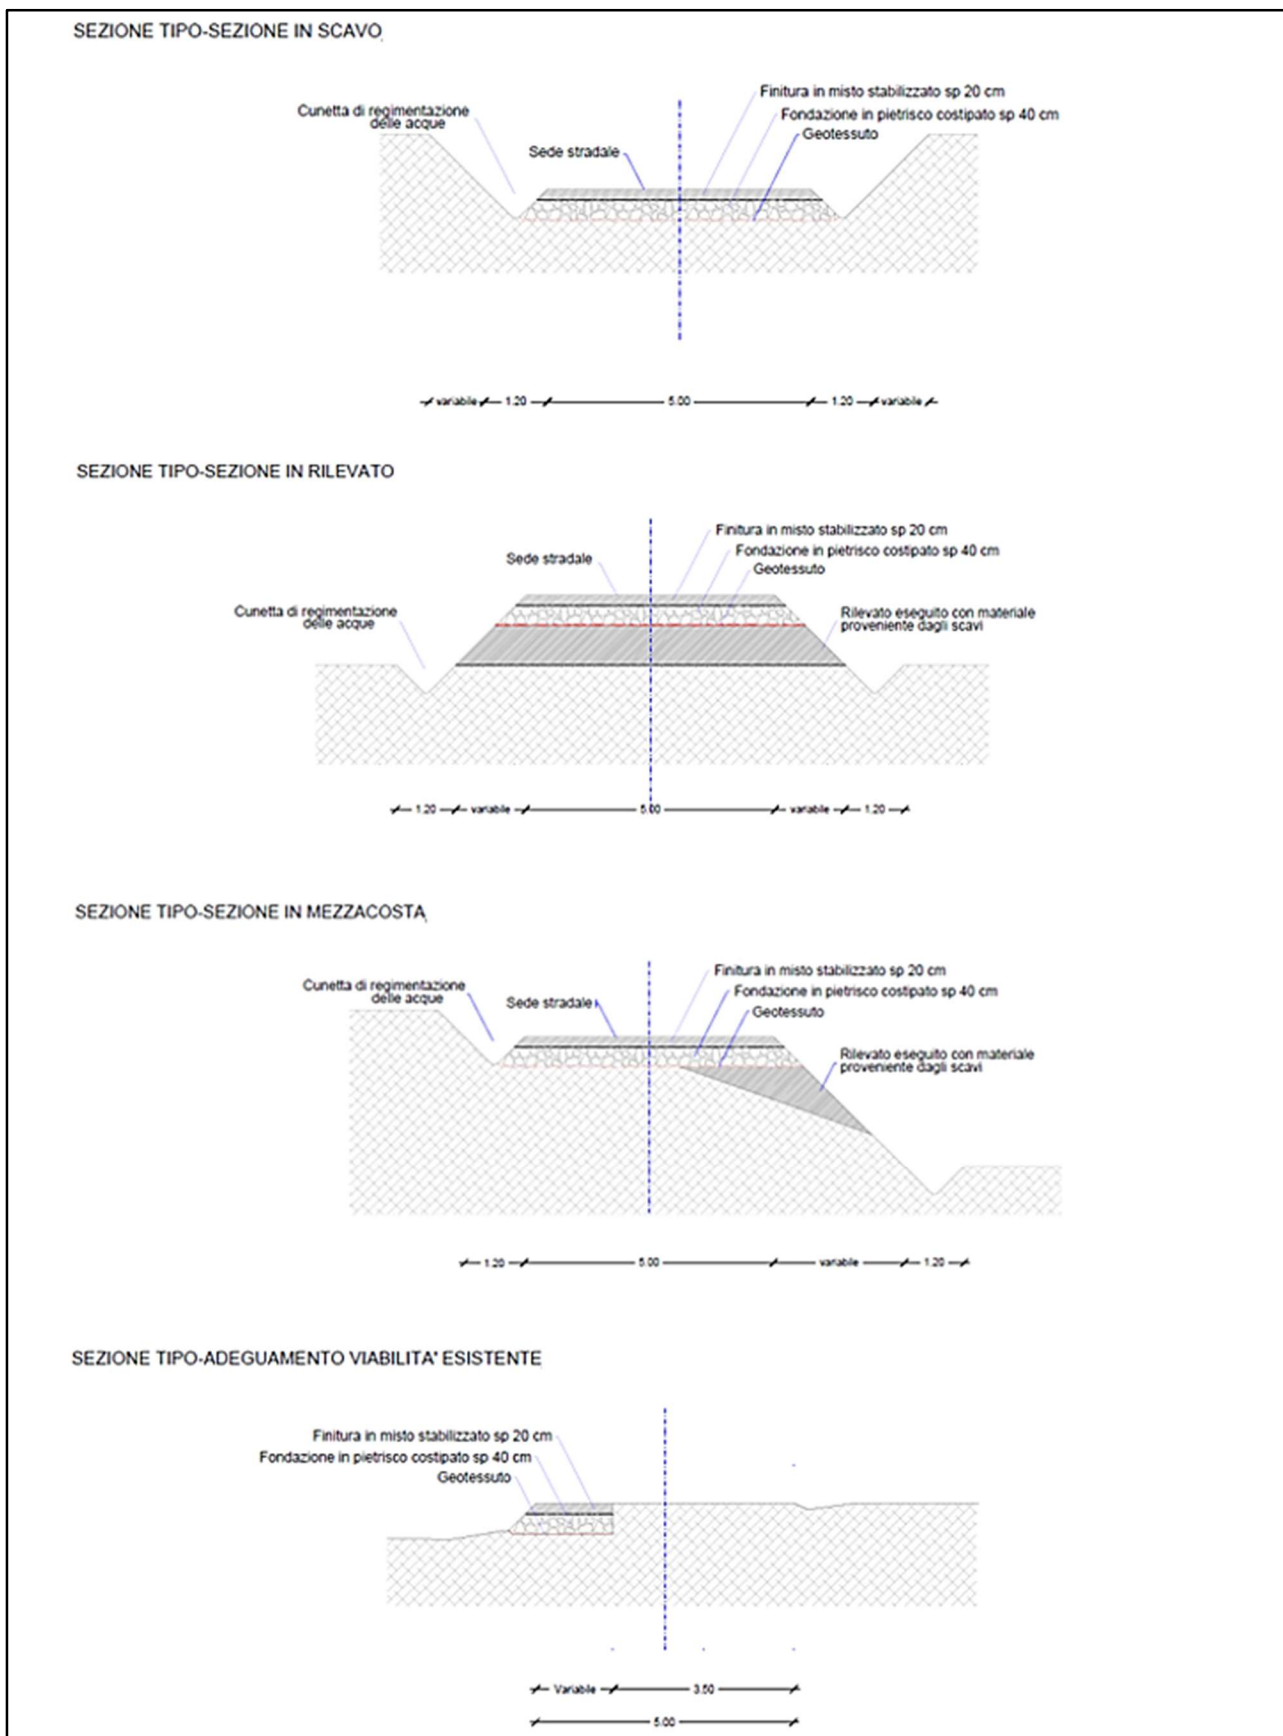 SEZIONE TIPO-SEZIONE IN SCAVO
Finitura in misto stabilizzato sp 20 cm
Cunetta di regimentazione
delle acque
Fondazione in pietrisco costipato sp 40 cm
Geotessuto
Sede stradale
variabile
1.20
5.00
1.20
variabile
SEZIONE TIPO-SEZIONE IN RILEVATO
Finitura in misto stabilizzato sp 20 cm
Fondazione in pietrisco costipato sp 40 cm
Sede stradale
Geotessuto
Cunetta di regimentazione
delle acque
Rilevato eseguito con materiale
proveniente dagli scavi
1.20
variabile
5.00
variabile
1.20
SEZIONE TIPO-SEZIONE IN MEZZACOSTA
Finitura in misto stabilizzato sp 20 cm
Cunetta di regimentazione
delle acque
Fondazione in pietrisco costipato sp 40 cm
Sede stradale
Geotessuto
Rilevato eseguito con materiale
proveniente dagli scavi
1.20
5.00
variabile
1.20
SEZIONE TIPO-ADEGUAMENTO VIABILITA' ESISTENTE
Finitura in misto stabilizzato sp 20 cm
Fondazione in pietrisco costipato sp 40 cm
Geotessuto
Variabile
3.50
5.00